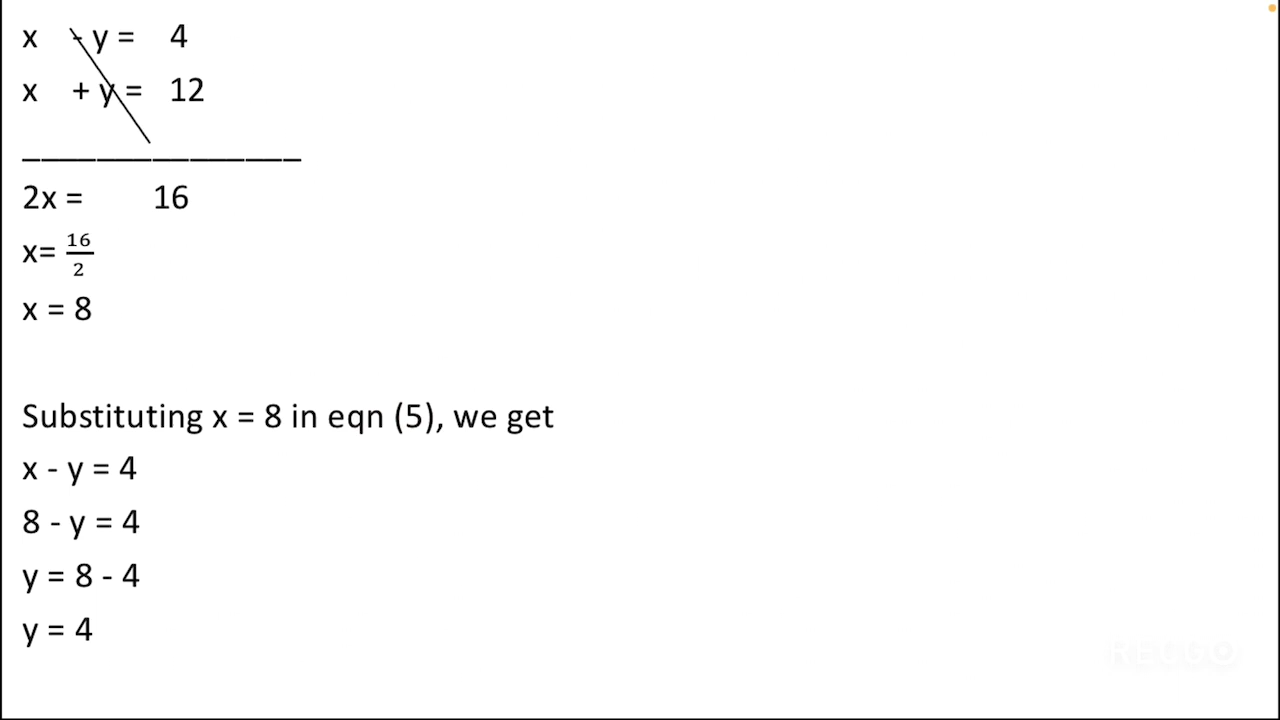 x - y = 4
x + y = 12
_______________
2x = 16
x= 16/2
x = 8
Substituting x = 8 in eqn (5), we get
x - y = 4
8 - y = 4
y = 8 - 4
y = 4